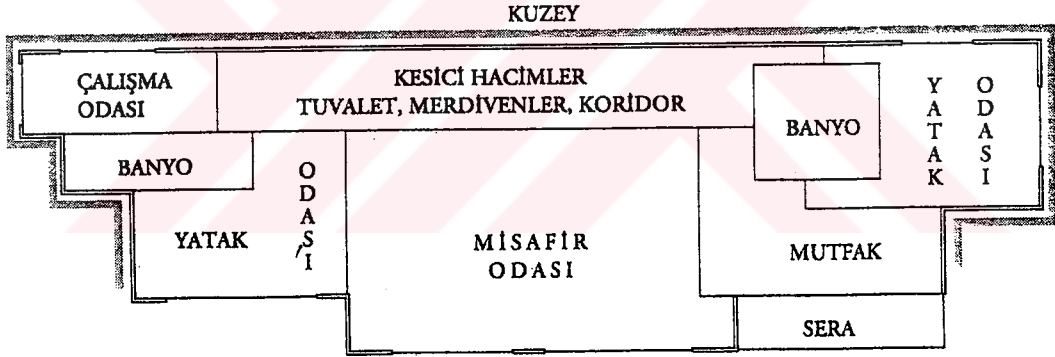 KUZEY
ÇALIŞMA
ODASI
KESİCİ HACİMLER
TUVALET, MERDİVENLER, KORİDOR
BANYO
YATAK
ODASI
BANYO
YATAK
ODASI
MİSAFİR
ODASI
MUTFAK
SERA